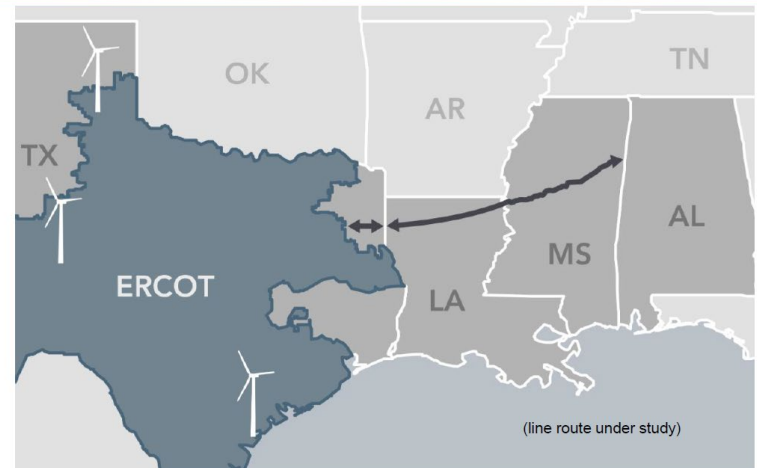 TN
OK
AR
TX
AL
MS
ERCOT
LA
(line route under study)